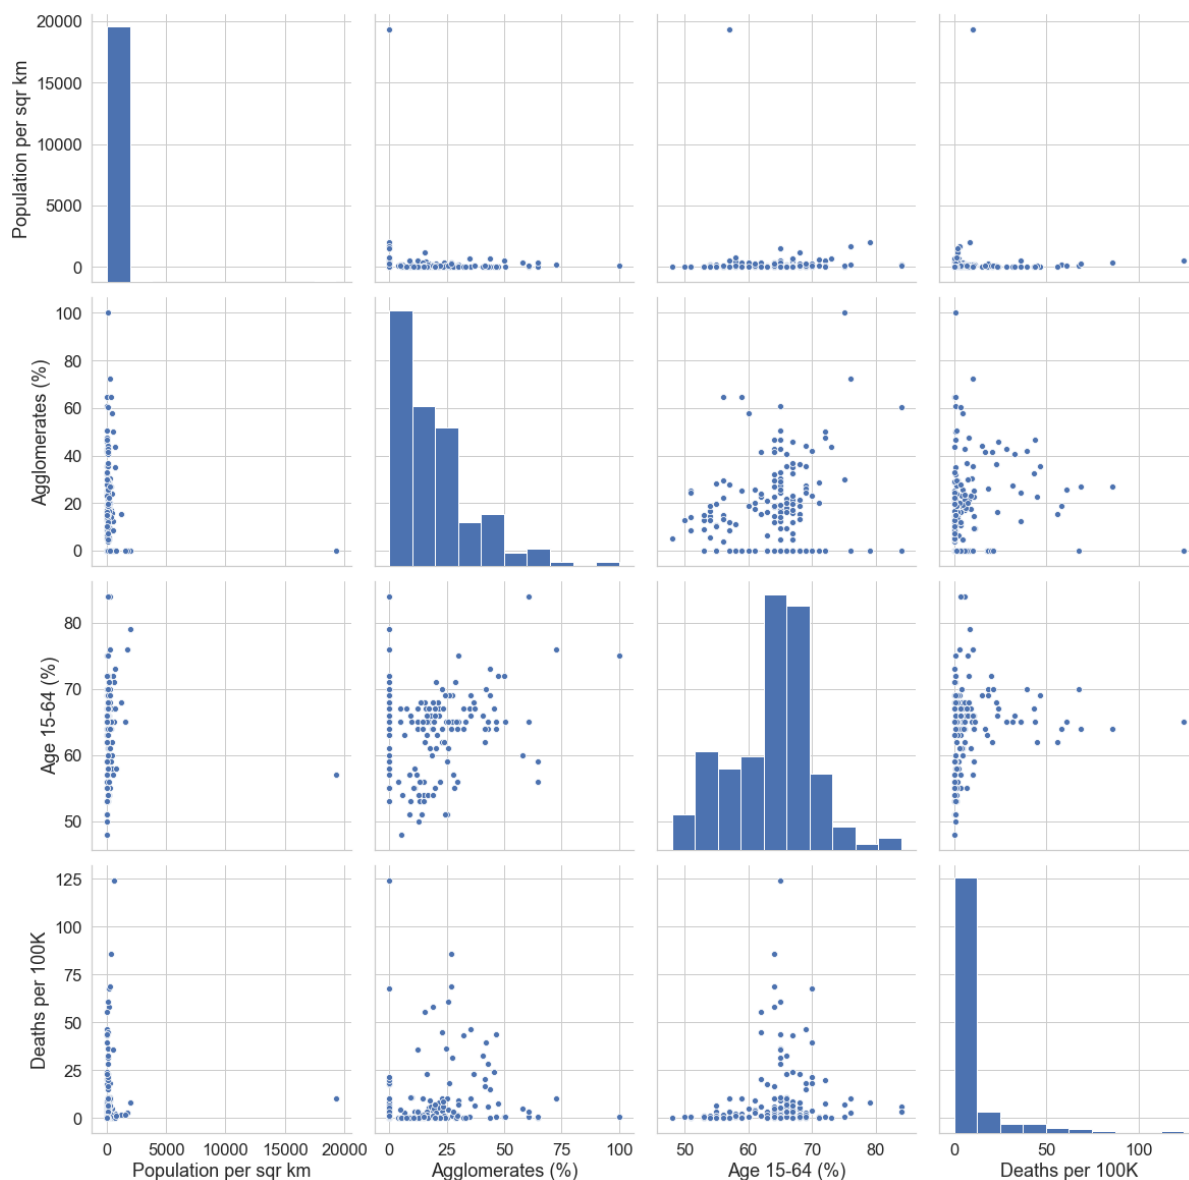 20000
15000
10000
5000
0
Population per sqr km
100
80
60
40
20
0
Agglomerates (%)
80
70
60
50
Age 15-64 (%)
125
100
75
50
25
0
Deaths per 100K
0 5000 10000 15000 20000
Population per sqr km
0 25 50 75 100
Agglomerates (%)
50 60 70 80
Age 15-64 (%)
0 50 100
Deaths per 100K